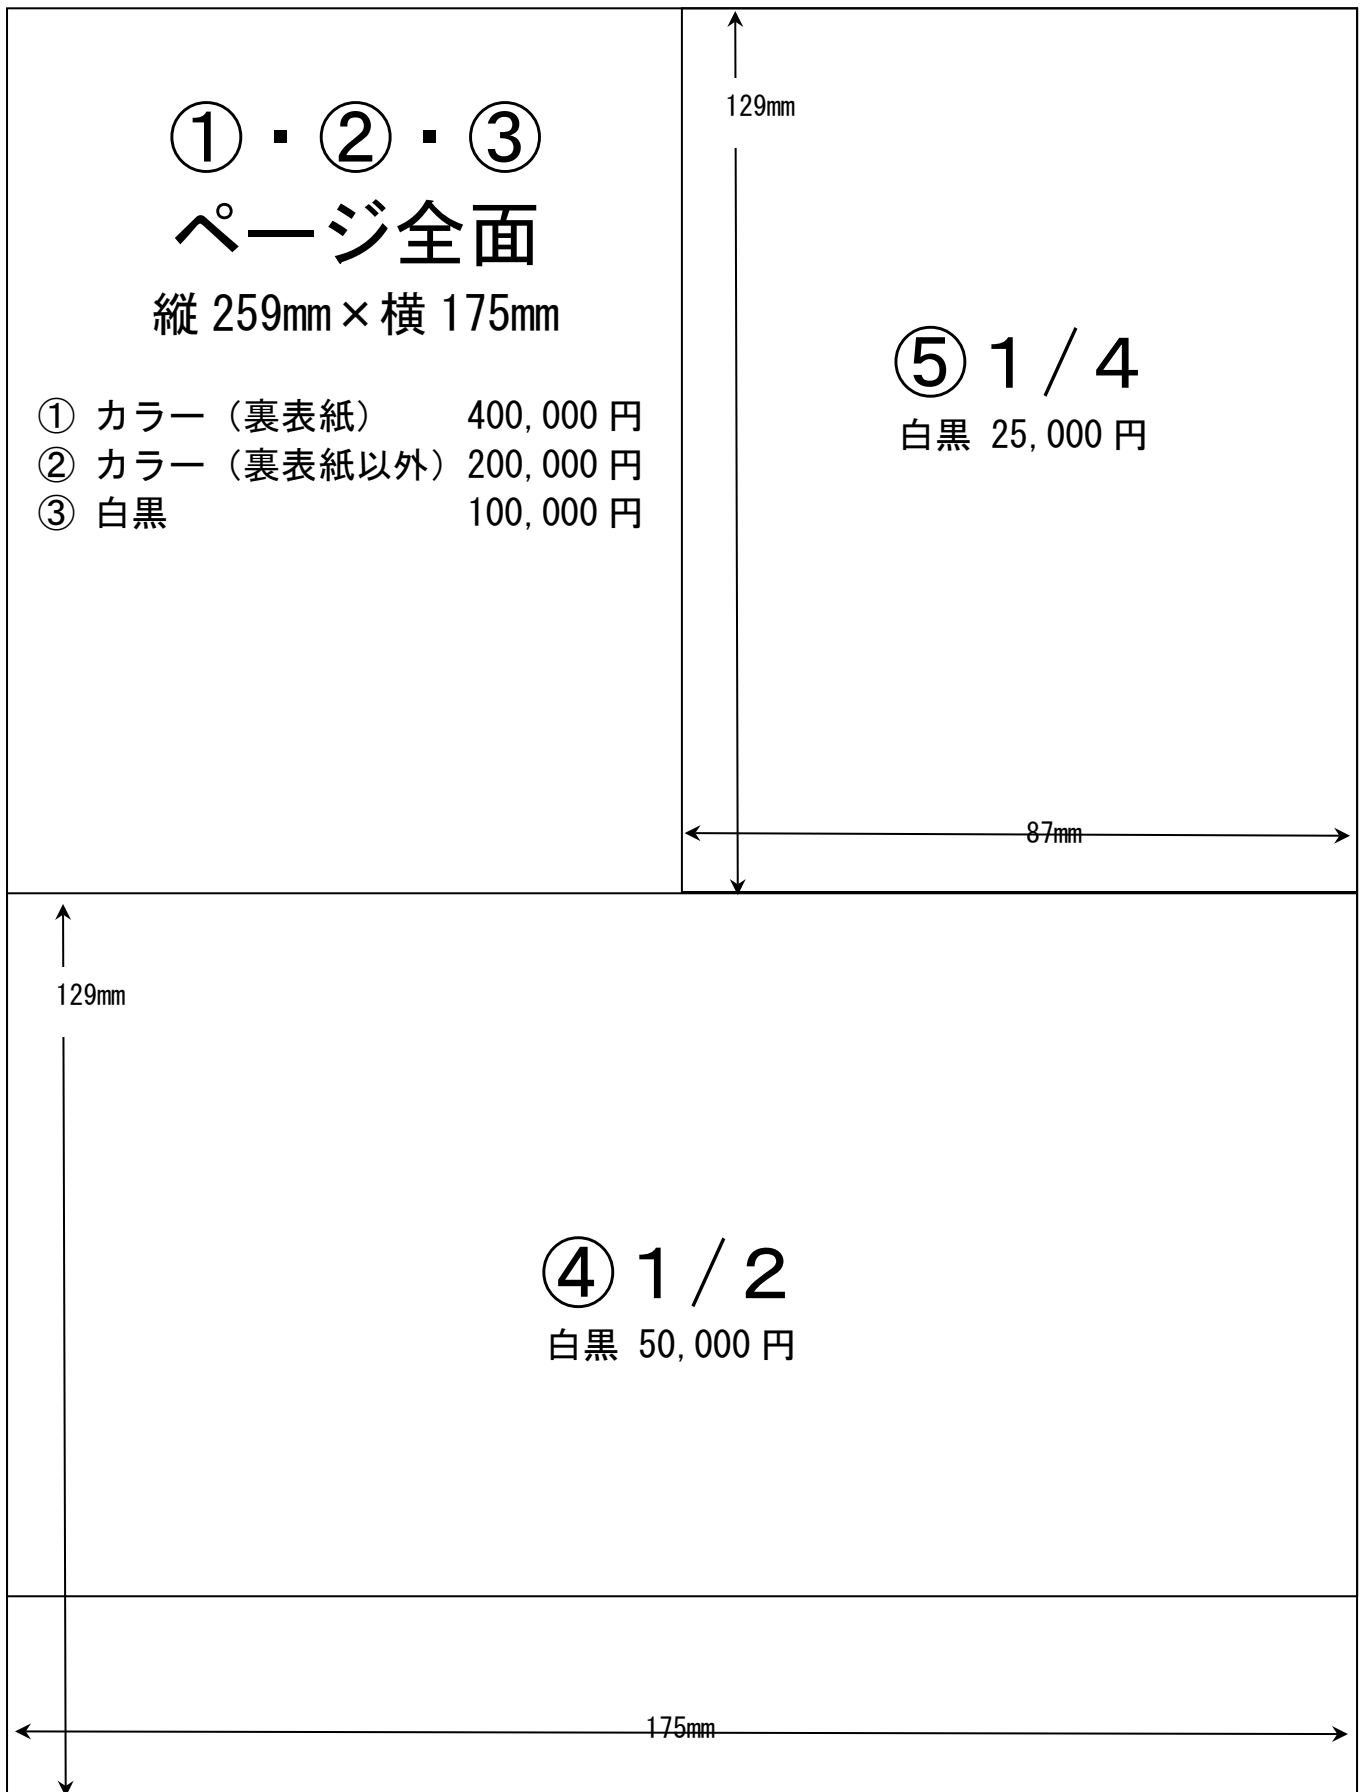 ①・②・③
ページ全面
縦 259mm×横 175mm
① カラー（裏表紙） 400,000 円
② カラー（裏表紙以外） 200,000 円
③ 白黒 100,000 円
129mm
⑤１／４
白黒 25,000 円
87mm
129mm
④１／２
白黒 50,000 円
175mm